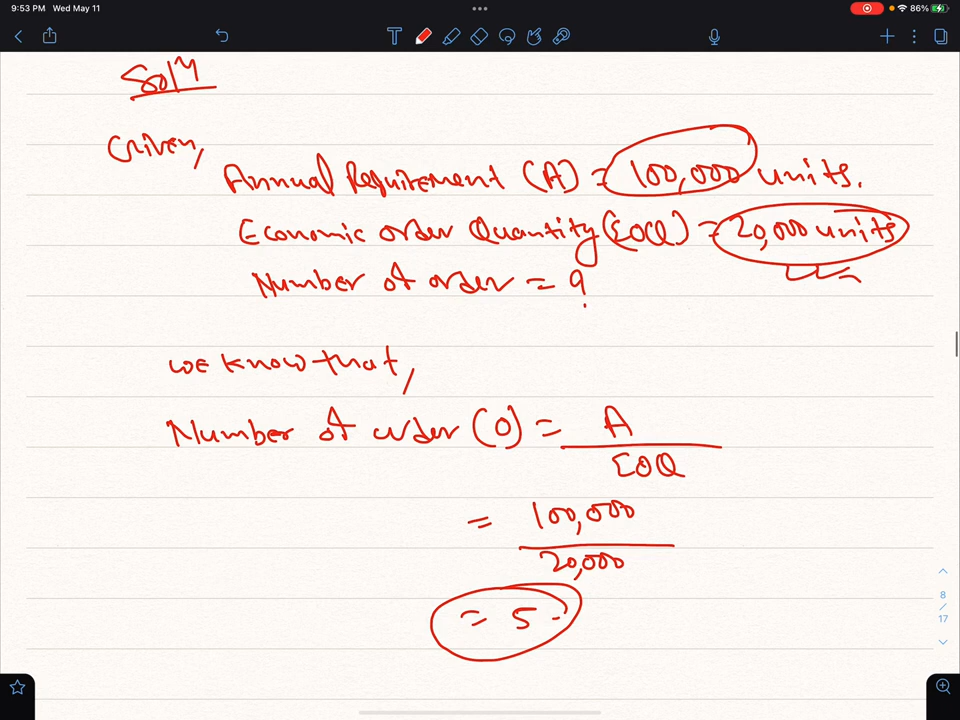 9:53 PM Wed May 11
86%
Soln
Given,
Annual Requirement (A) = 100,000 units.
Economic order Quantity (EOQ) = 20,000 units
Number of order = ?
we know that,
Number of order (O) = A
EOQ
= 100,000
20,000
= 5.
8
/
17